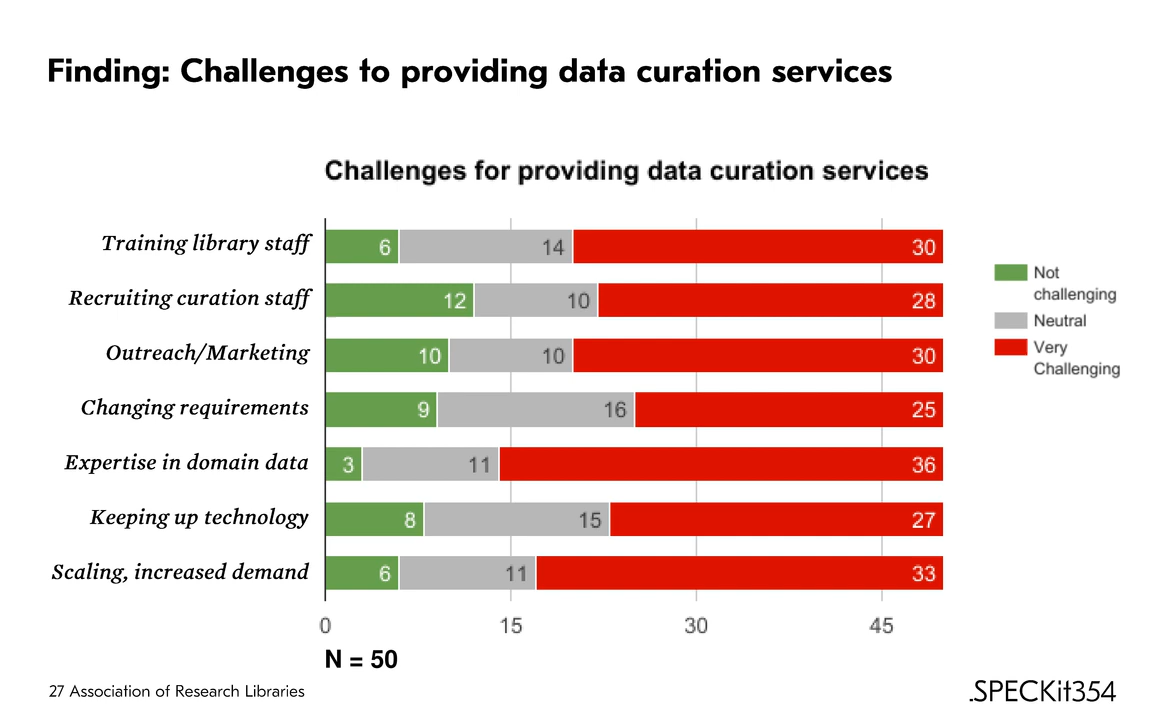 Finding: Challenges to providing data curation services
Challenges for providing data curation services
Training library staff 6 14 30
Recruiting curation staff 12 10 28
Outreach/Marketing 10 10 30
Changing requirements 9 16 25
Expertise in domain data 3 11 36
Keeping up technology 8 15 27
Scaling, increased demand 6 11 33
0 15 30 45
N = 50
Not
challenging
Neutral
Very
Challenging
27 Association of Research Libraries
.SPECKit354